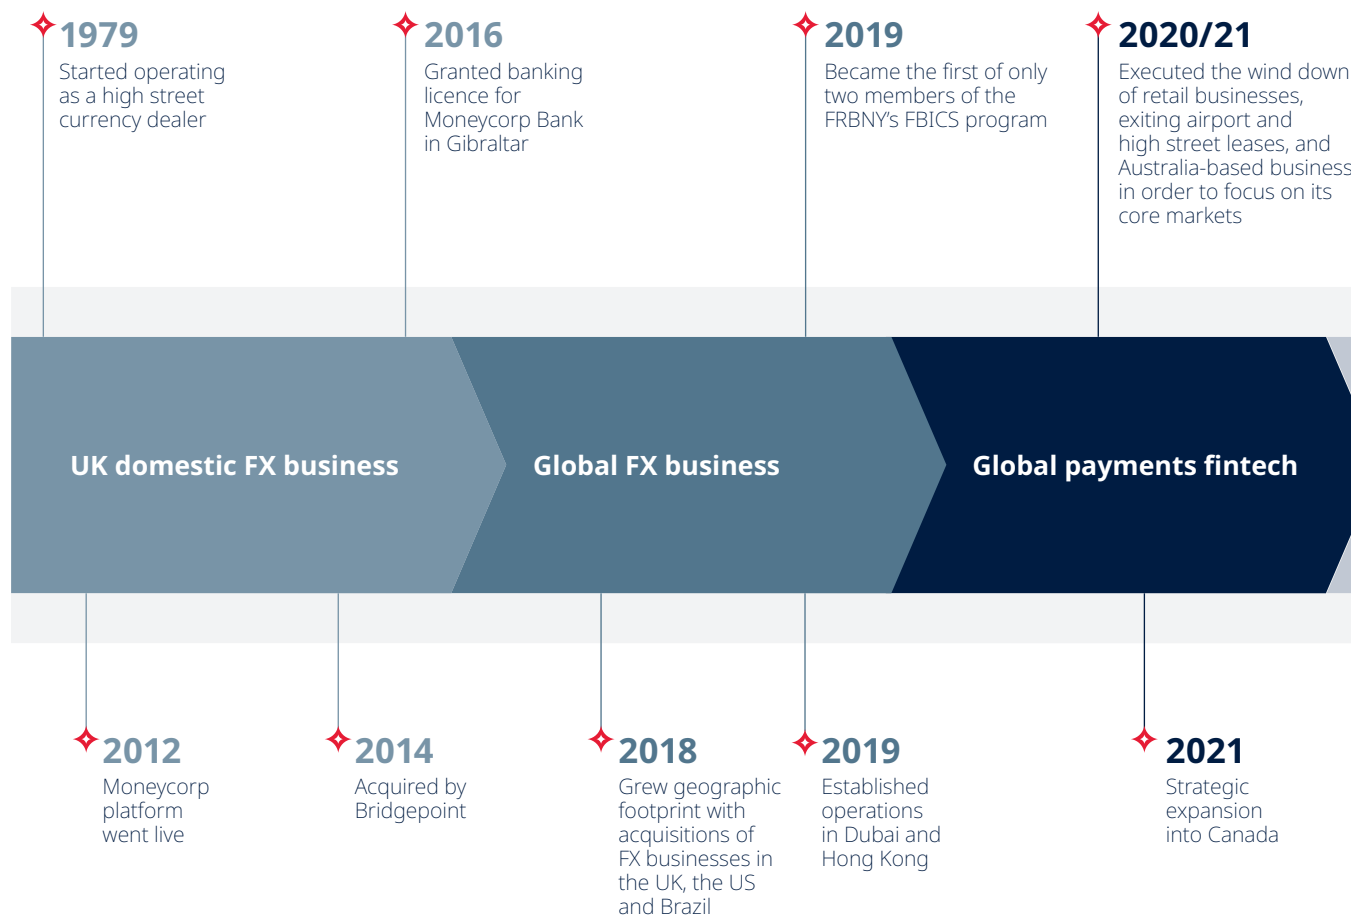 1979
Started operating
as a high street
currency dealer
2016
Granted banking
licence for
Moneycorp Bank
in Gibraltar
2019
Became the first of only
two members of the
FRBNY's FBICS program
2020/21
Executed the wind down
of retail businesses,
exiting airport and
high street leases, and
Australia-based business
in order to focus on its
core markets
UK domestic FX business
Global FX business
Global payments fintech
2012
Moneycorp
platform
went live
2014
Acquired by
Bridgepoint
2018
Grew geographic
footprint with
acquisitions of
FX businesses in
the UK, the US
and Brazil
2019
Established
operations
in Dubai and
Hong Kong
2021
Strategic
expansion
into Canada